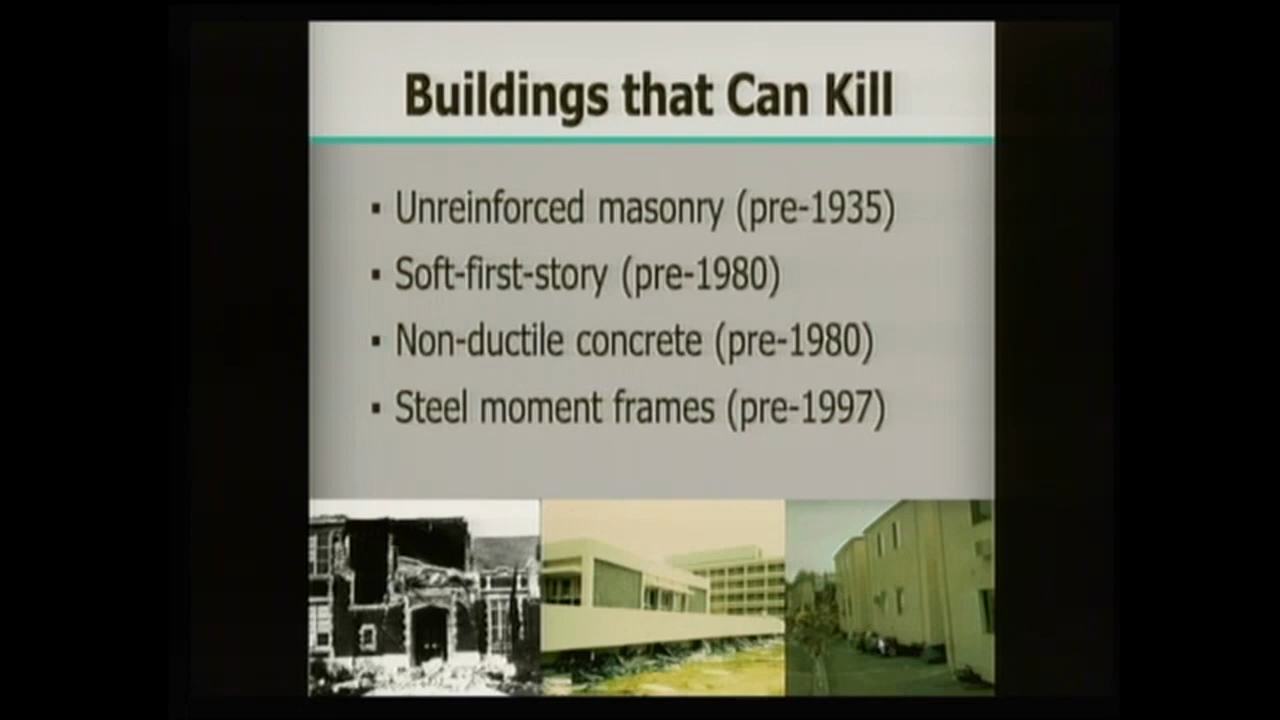 Buildings that Can Kill
▪ Unreinforced masonry (pre-1935)
▪ Soft-first-story (pre-1980)
▪ Non-ductile concrete (pre-1980)
▪ Steel moment frames (pre-1997)